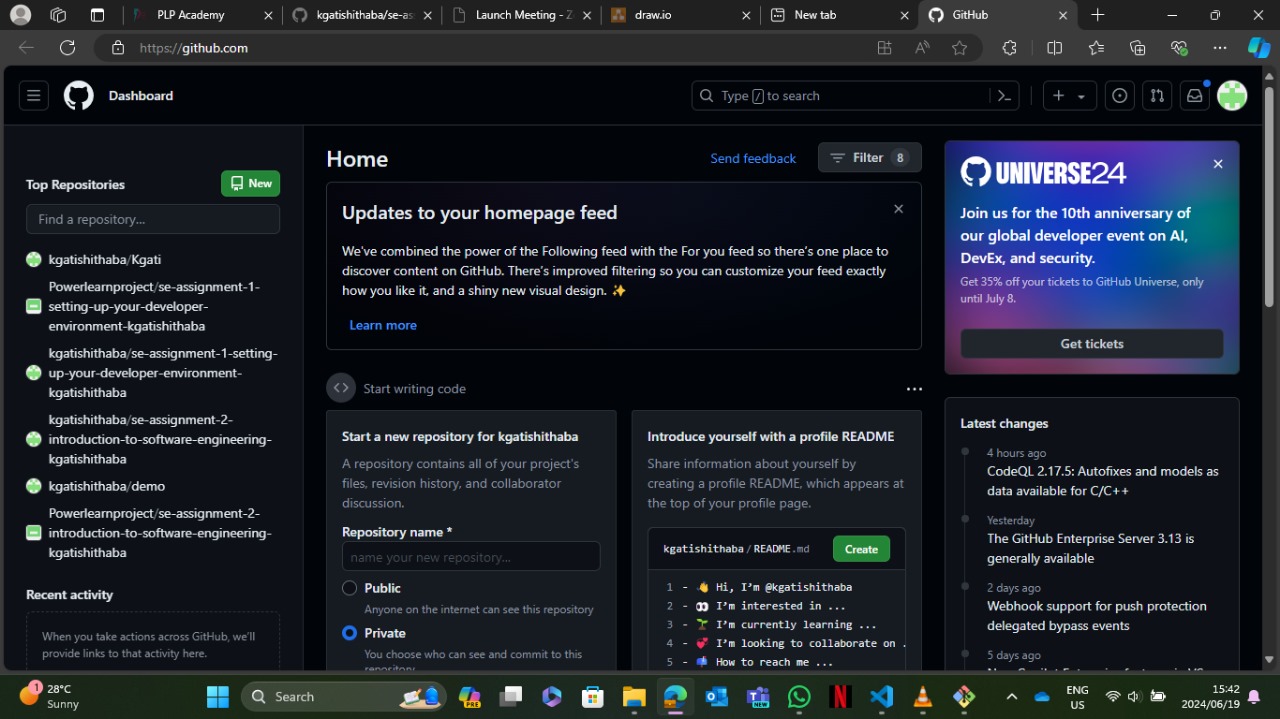 PLP Academy
kgatishithaba/se-as
Launch Meeting - Z
draw.io
New tab
GitHub
https://github.com
Dashboard
Type / to search
Top Repositories
New
Find a repository...
kgatishithaba/Kgati
Powerlearnproject/se-assignment-1-
setting-up-your-developer-
environment-kgatishithaba
kgatishithaba/se-assignment-1-setting-
up-your-developer-environment-
kgatishithaba
kgatishithaba/se-assignment-2-
introduction-to-software-engineering-
kgatishithaba
kgatishithaba/demo
Powerlearnproject/se-assignment-2-
introduction-to-software-engineering-
kgatishithaba
Recent activity
When you take actions across GitHub, we'll
provide links to that activity here.
Home
Send feedback
Filter 8
Updates to your homepage feed
We've combined the power of the Following feed with the For you feed so there's one place to
discover content on GitHub. There's improved filtering so you can customize your feed exactly
how you like it, and a shiny new visual design. ✨
Learn more
Start writing code
Start a new repository for kgatishithaba
A repository contains all of your project's
files, revision history, and collaborator
discussion.
Repository name *
name your new repository...
Public
Anyone on the internet can see this repository
Private
You choose who can see and commit to this
repository.
Introduce yourself with a profile README
Share information about yourself by
creating a profile README, which appears at
the top of your profile page.
kgatishithaba / README.md
Create
1 - 👋 Hi, I'm @kgatishithaba
2 - 👀 I'm interested in ...
3 - 🌱 I'm currently learning ...
4 - 💞️ I'm looking to collaborate on .
5 - 📫 How to reach me ...
UNIVERSE24
Join us for the 10th anniversary of
our global developer event on AI,
DevEx, and security.
Get 35% off your tickets to GitHub Universe, only
until July 8.
Get tickets
Latest changes
4 hours ago
CodeQL 2.17.5: Autofixes and models as
data available for C/C++
Yesterday
The GitHub Enterprise Server 3.13 is
generally available
2 days ago
Webhook support for push protection
delegated bypass events
5 days ago
1
28°C
Sunny
Search
PRE
NEW
ENG
US
15:42
2024/06/19